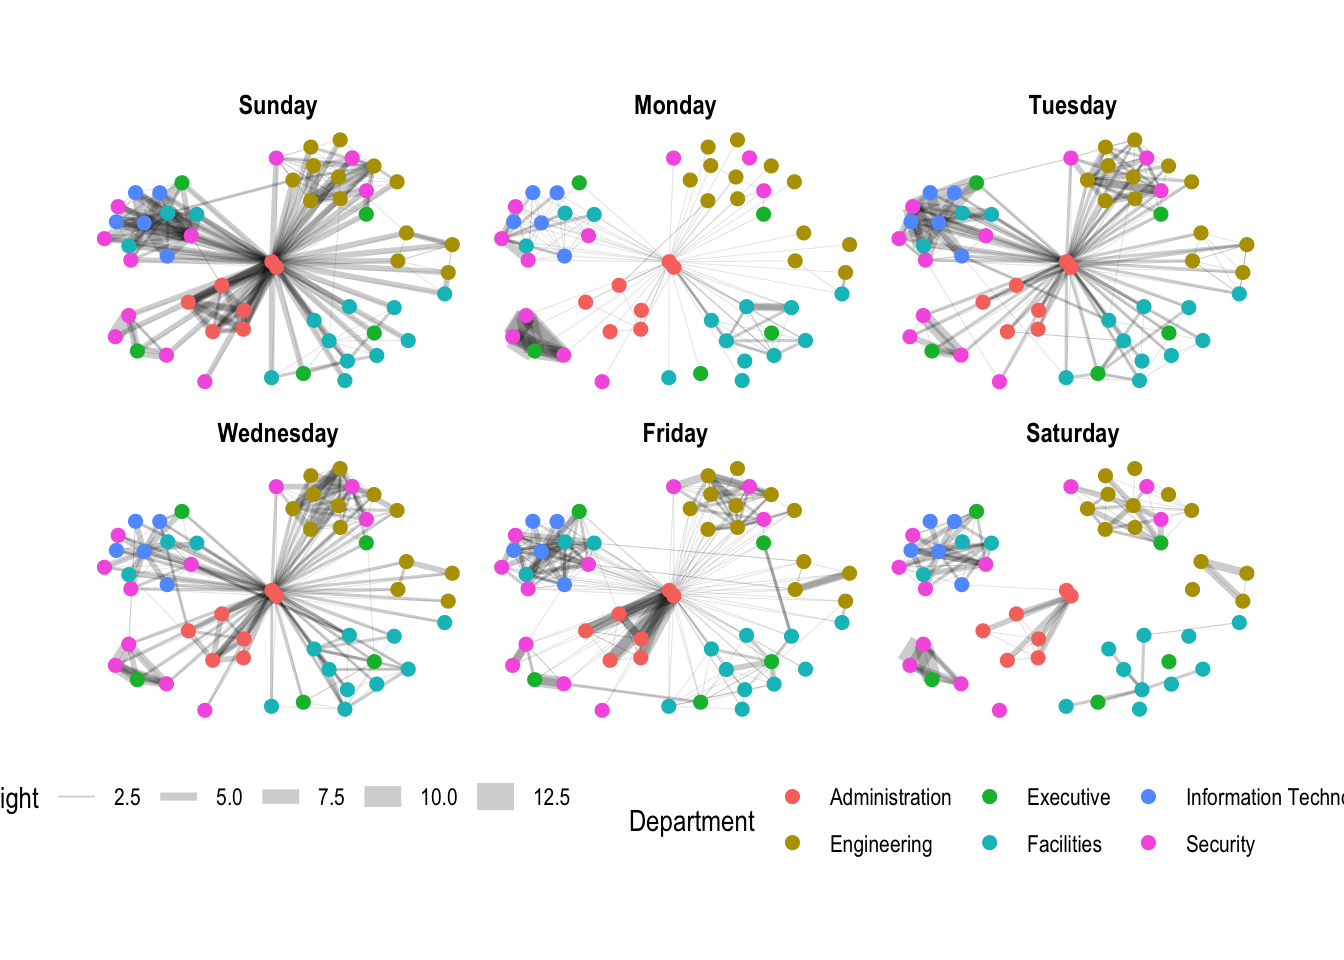 Sunday Monday Tuesday
Wednesday Friday Saturday
ight 2.5 5.0 7.5 10.0 12.5
Department
Administration Executive Information Techno
Engineering Facilities Security